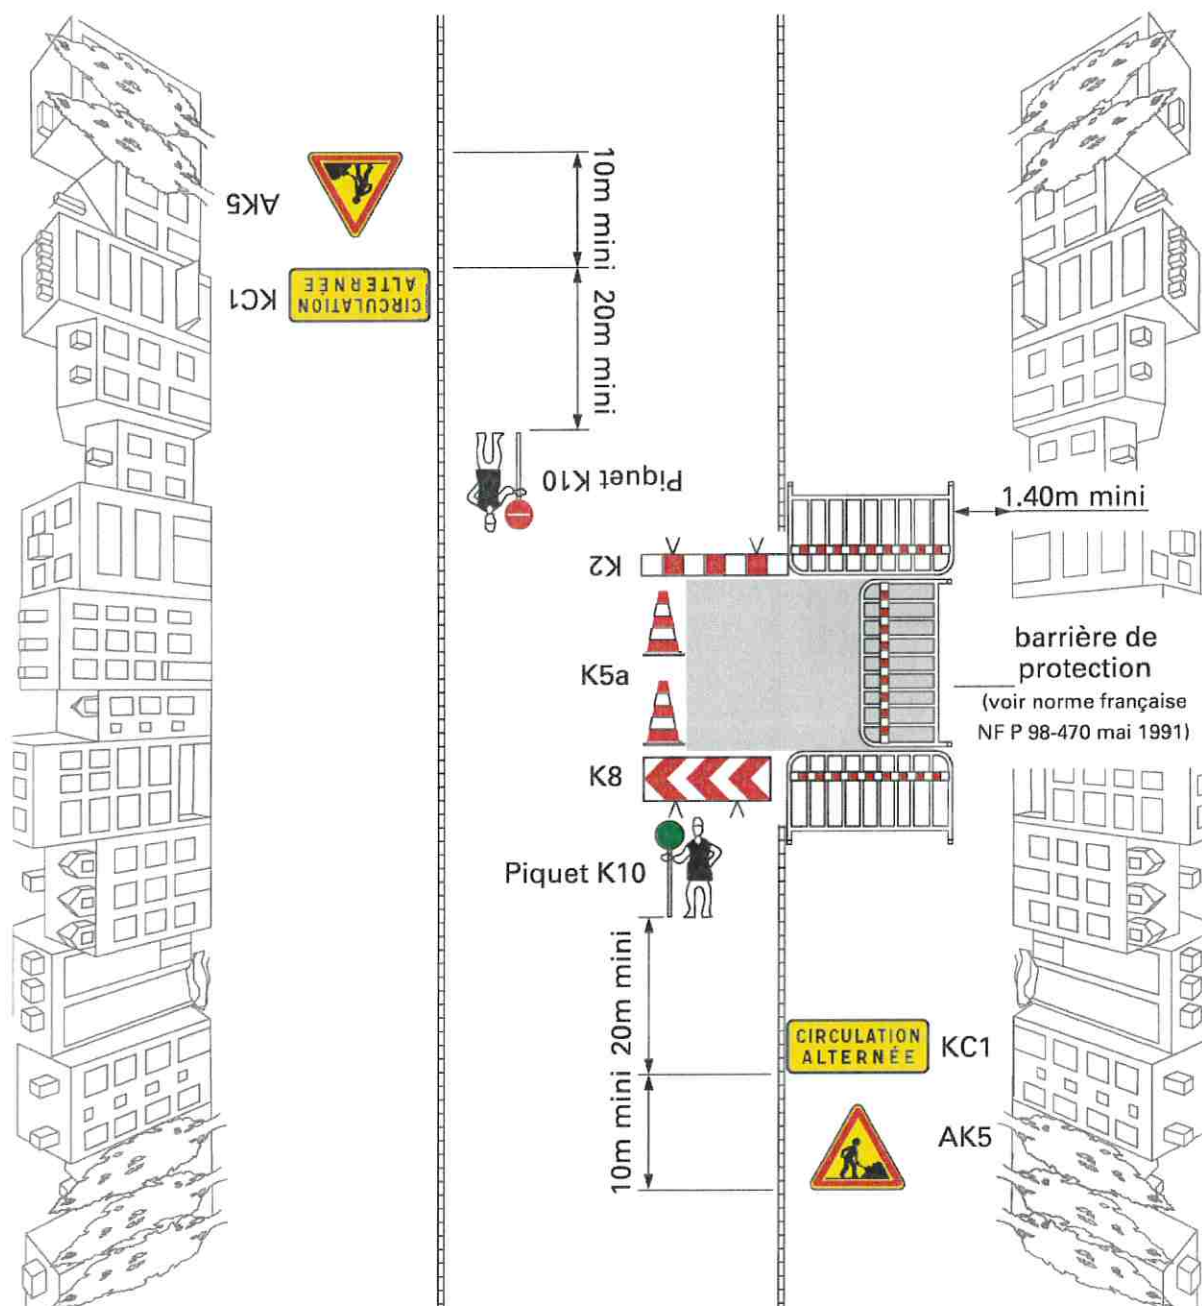 10m mini
AK5
CIRCULATION
ALTERNÉE
KC1
20m mini
Piquet K10
1.40m mini
K2
barrière de
protection
(voir norme française
NF P 98-470 mai 1991)
K5a
K8
Piquet K10
20m mini
CIRCULATION
ALTERNÉE
KC1
10m mini
AK5